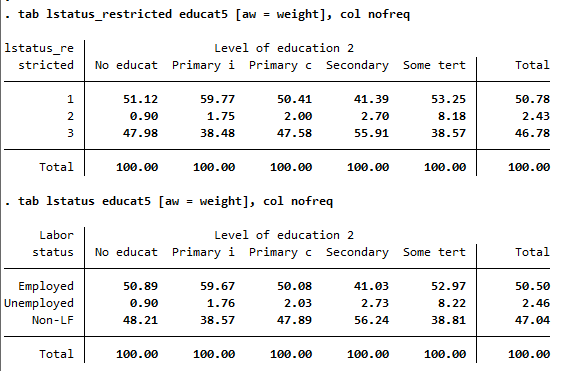 . tab lstatus_restricted educat5 [aw = weight], col nofreq
lstatus_re Level of education 2
stricted No educat Primary i Primary c Secondary Some tert Total
1 51.12 59.77 50.41 41.39 53.25 50.78
2 0.90 1.75 2.00 2.70 8.18 2.43
3 47.98 38.48 47.58 55.91 38.57 46.78
Total 100.00 100.00 100.00 100.00 100.00 100.00
. tab lstatus educat5 [aw = weight], col nofreq
Labor Level of education 2
status No educat Primary i Primary c Secondary Some tert Total
Employed 50.89 59.67 50.08 41.03 52.97 50.50
Unemployed 0.90 1.76 2.03 2.73 8.22 2.46
Non-LF 48.21 38.57 47.89 56.24 38.81 47.04
Total 100.00 100.00 100.00 100.00 100.00 100.00